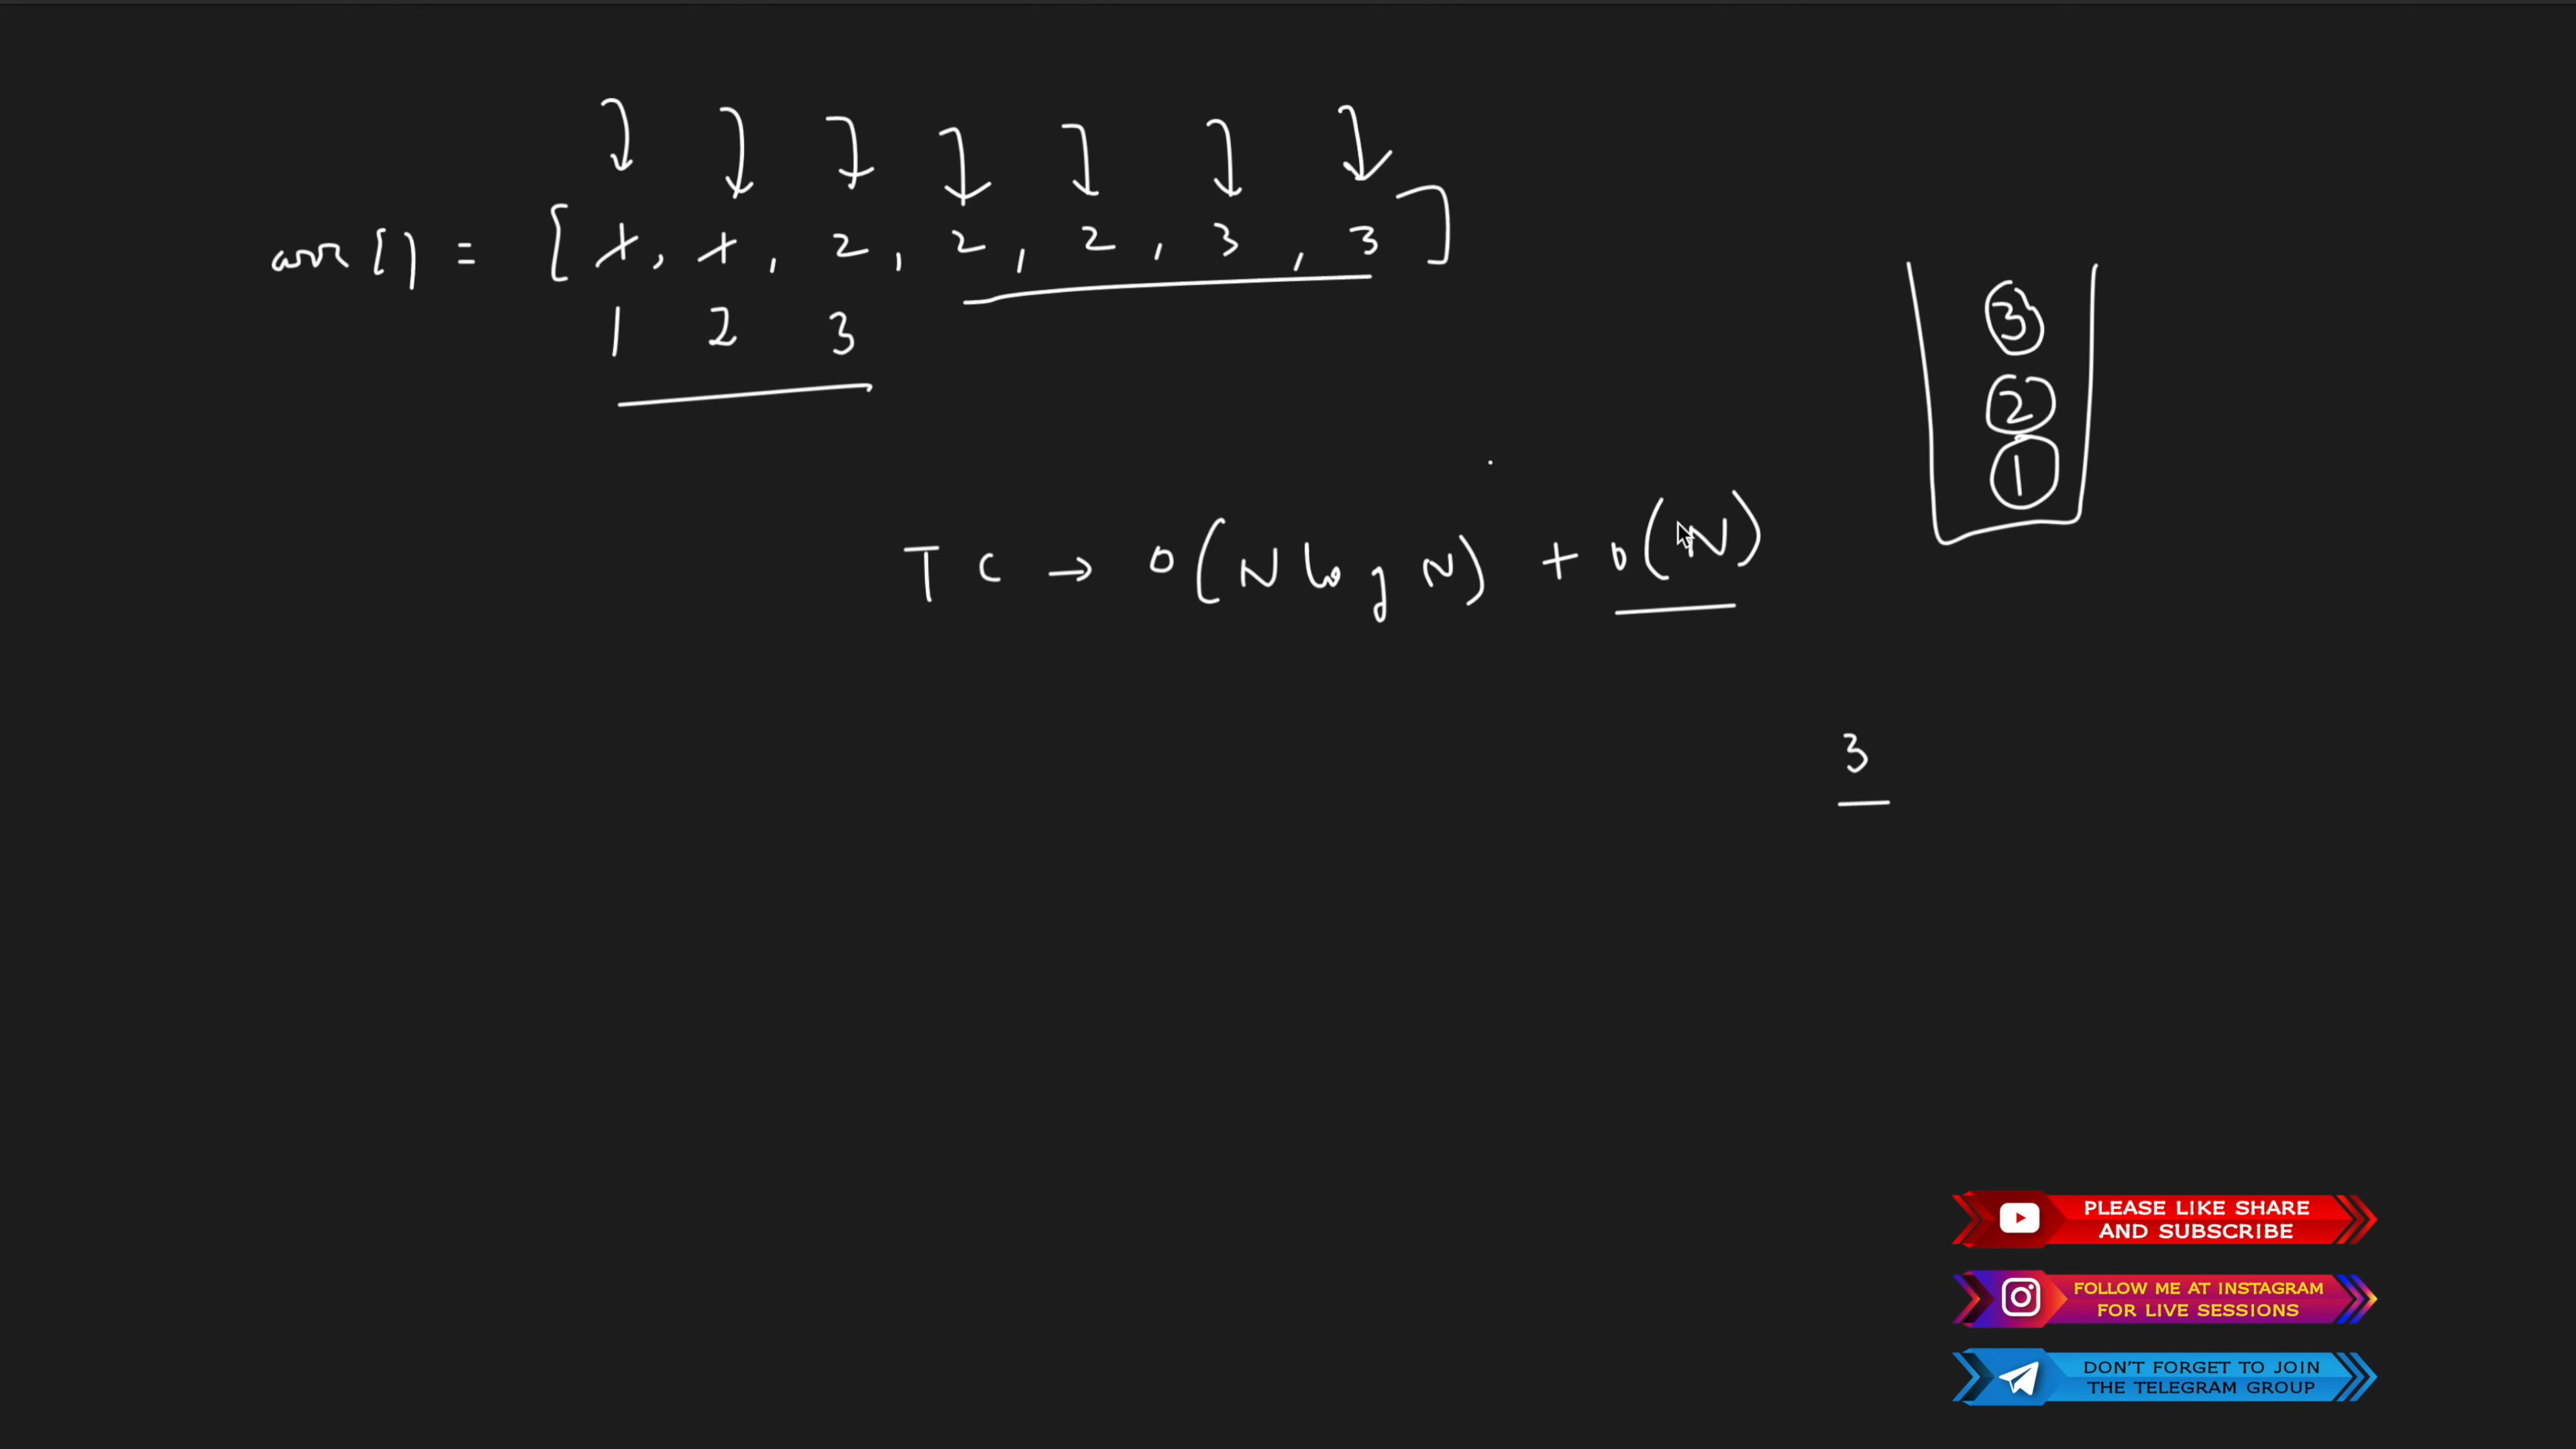 arr[] = [1, 1, 2, 2, 2, 3, 3]
1 2 3
3
2
1
TC → O(N log N) + O(N)
3
PLEASE LIKE SHARE
AND SUBSCRIBE
FOLLOW ME AT INSTAGRAM
FOR LIVE SESSIONS
DON'T FORGET TO JOIN
THE TELEGRAM GROUP